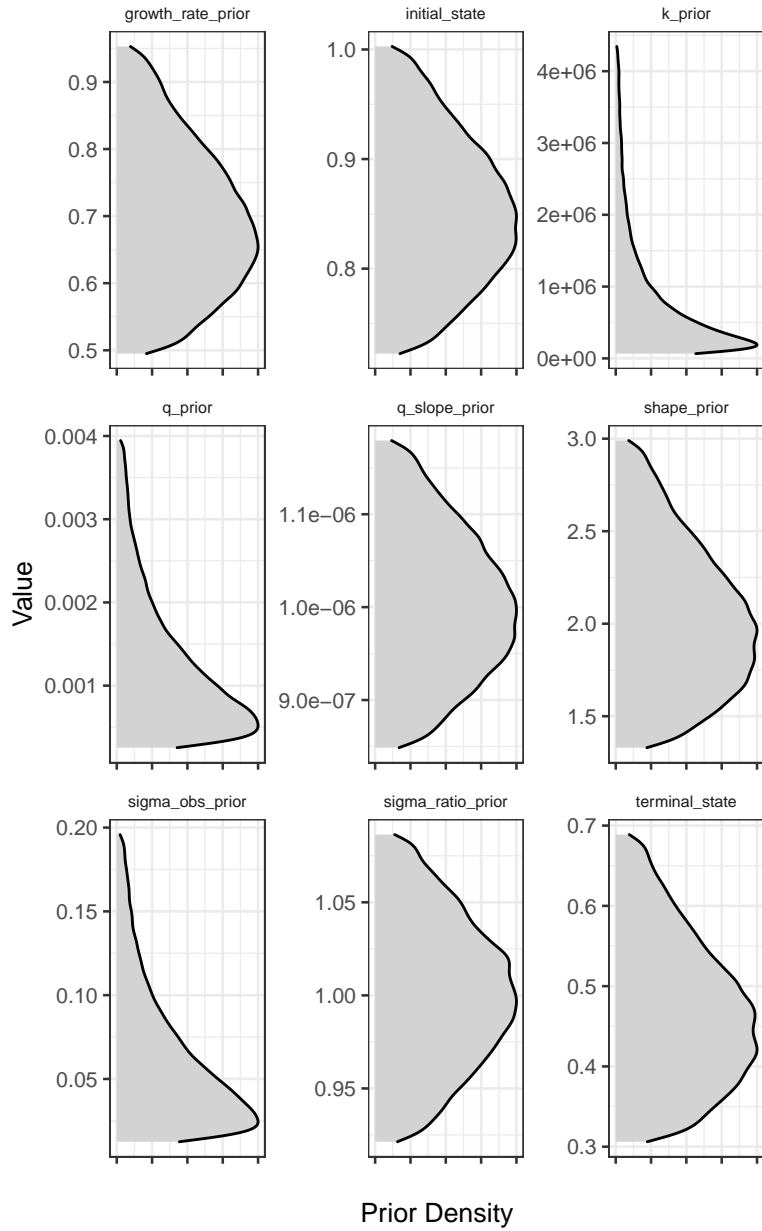 growth_rate_prior
initial_state
k_prior
0.9
0.8
0.7
0.6
0.5
1.0
0.9
0.8
4e+06
3e+06
2e+06
1e+06
0e+00
q_prior
q_slope_prior
shape_prior
0.004
0.003
0.002
0.001
1.1e−06
1.0e−06
9.0e−07
3.0
2.5
2.0
1.5
Value
sigma_obs_prior
sigma_ratio_prior
terminal_state
0.20
0.15
0.10
0.05
1.05
1.00
0.95
0.7
0.6
0.5
0.4
0.3
Prior Density